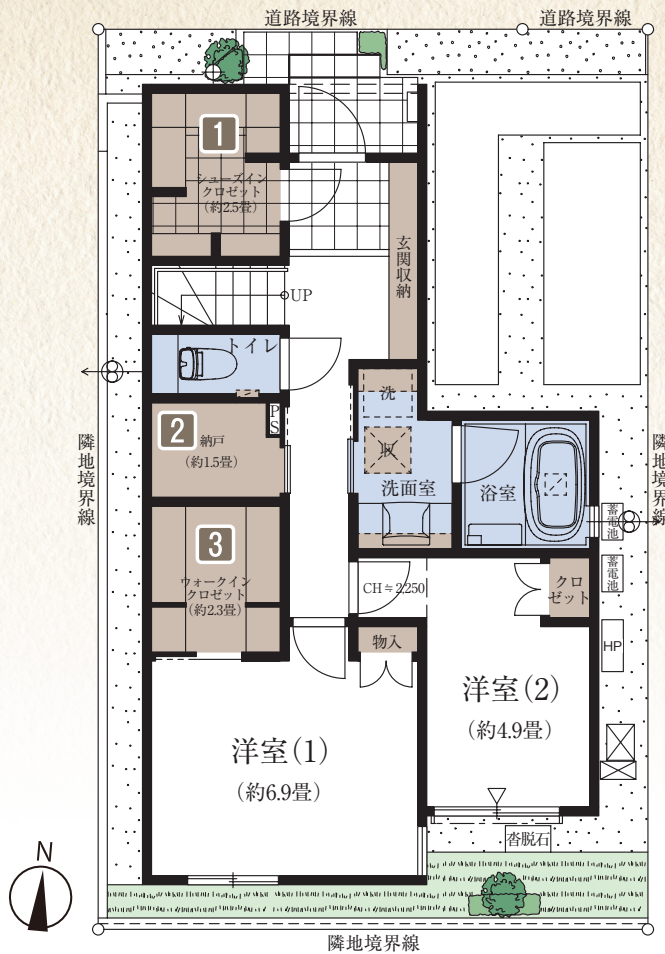 道路境界線
道路境界線
1
シューズイン
クロゼット
(約2.5畳)
玄関収納
UP
トイレ
PS
2
納戸
(約1.5畳)
洗
収
洗面室
浴室
隣地境界線
隣地境界線
蓄電池
蓄電池
3
ウォークイン
クロゼット
(約2.3畳)
CH≒2,250
クロ
ゼット
HP
物入
洋室(2)
(約4.9畳)
洋室(1)
(約6.9畳)
沓脱石
N
隣地境界線